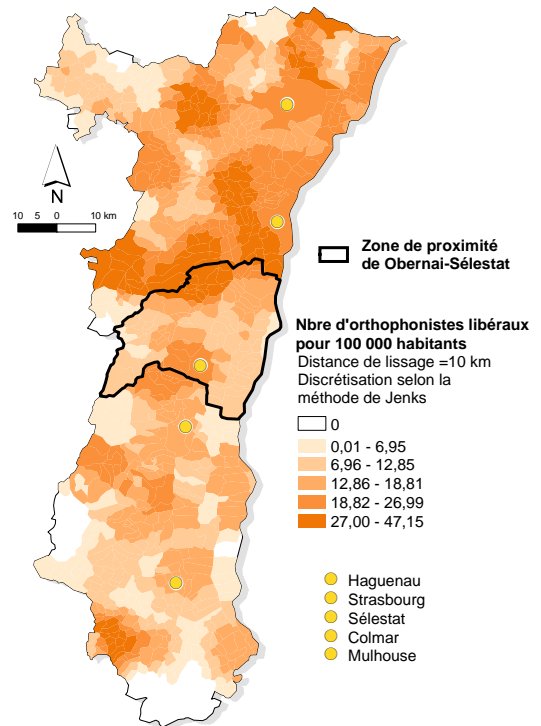 N
10 5 0 10 km
Zone de proximité
de Obernai-Sélestat
Nbre d'orthophonistes libéraux
pour 100 000 habitants
Distance de lissage =10 km
Discrétisation selon la
méthode de Jenks
0
0,01 - 6,95
6,96 - 12,85
12,86 - 18,81
18,82 - 26,99
27,00 - 47,15
Haguenau
Strasbourg
Sélestat
Colmar
Mulhouse